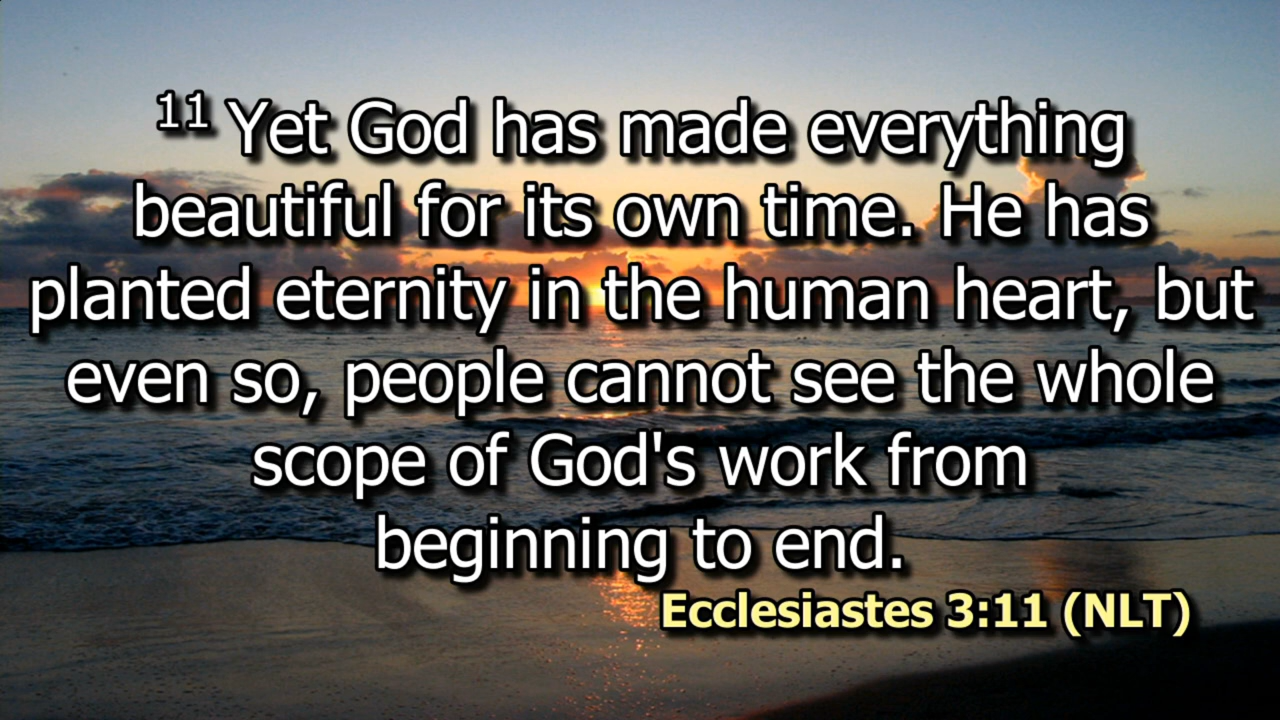 11 Yet God has made everything
beautiful for its own time. He has
planted eternity in the human heart, but
even so, people cannot see the whole
scope of God's work from
beginning to end.
Ecclesiastes 3:11 (NLT)